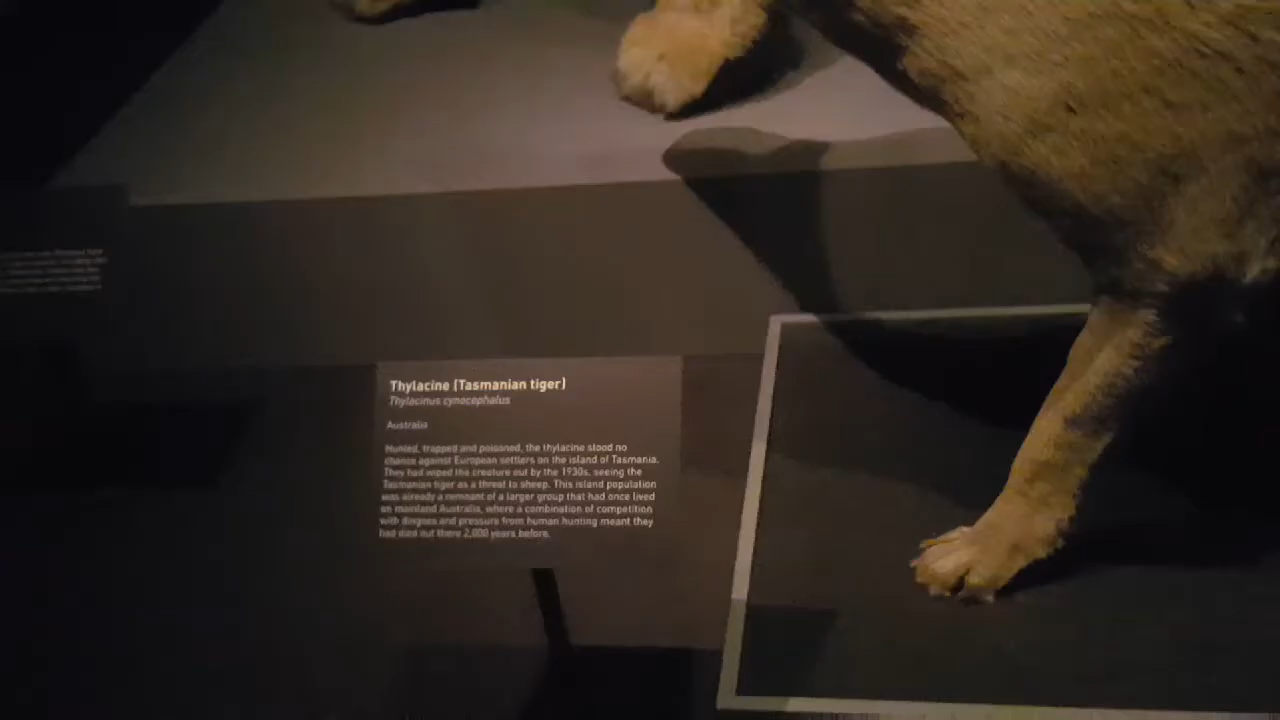 Thylacine (Tasmanian tiger)
Thylacinus cynocephalus
Australia
Hunted, trapped and poisoned, the thylacine stood no
chance against European settlers on the island of Tasmania.
They had wiped the creature out by the 1930s, seeing the
Tasmanian tiger as a threat to sheep. This island population
was already a remnant of a larger group that had once lived
on mainland Australia, where a combination of competition
with dingoes and pressure from human hunting meant they
had died out there 2,000 years before.